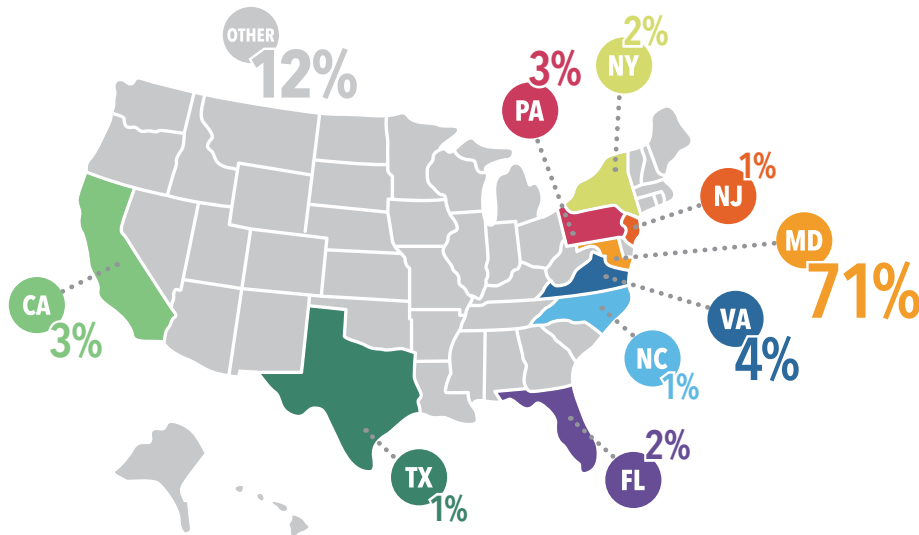 OTHER
12%
2%
NY
3%
PA
1%
NJ
MD
71%
CA
3%
VA
4%
NC
1%
2%
FL
TX
1%